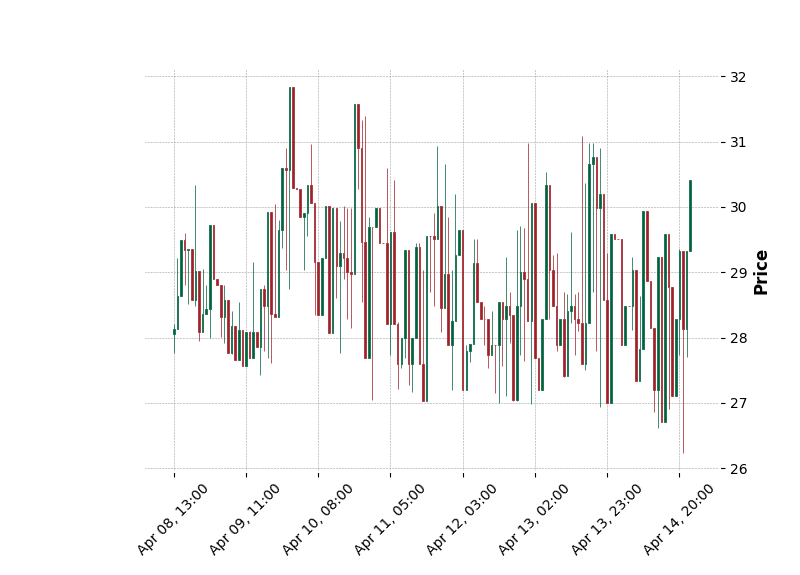 32
31
30
29
28
27
26
Price
Apr 08, 13:00
Apr 09, 11:00
Apr 10, 08:00
Apr 11, 05:00
Apr 12, 03:00
Apr 13, 02:00
Apr 13, 23:00
Apr 14, 20:00